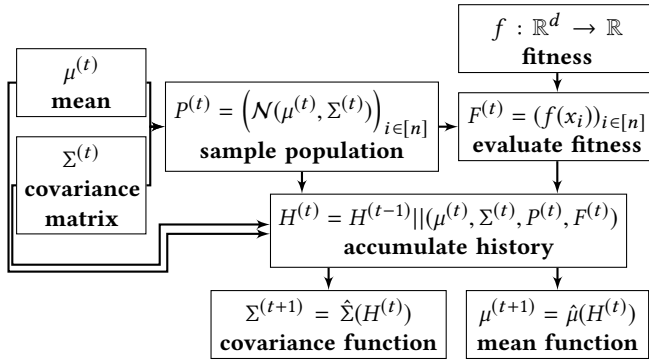 f : ℝ^d → ℝ
fitness
μ^(t)
mean
P^(t) = (𝒩(μ^(t), Σ^(t)))_{i∈[n]}
sample population
F^(t) = (f(x_i))_{i∈[n]}
evaluate fitness
Σ^(t)
covariance
matrix
H^(t) = H^(t−1)||(μ^(t), Σ^(t), P^(t), F^(t))
accumulate history
Σ^(t+1) = Σ̂(H^(t))
covariance function
μ^(t+1) = μ̂(H^(t))
mean function